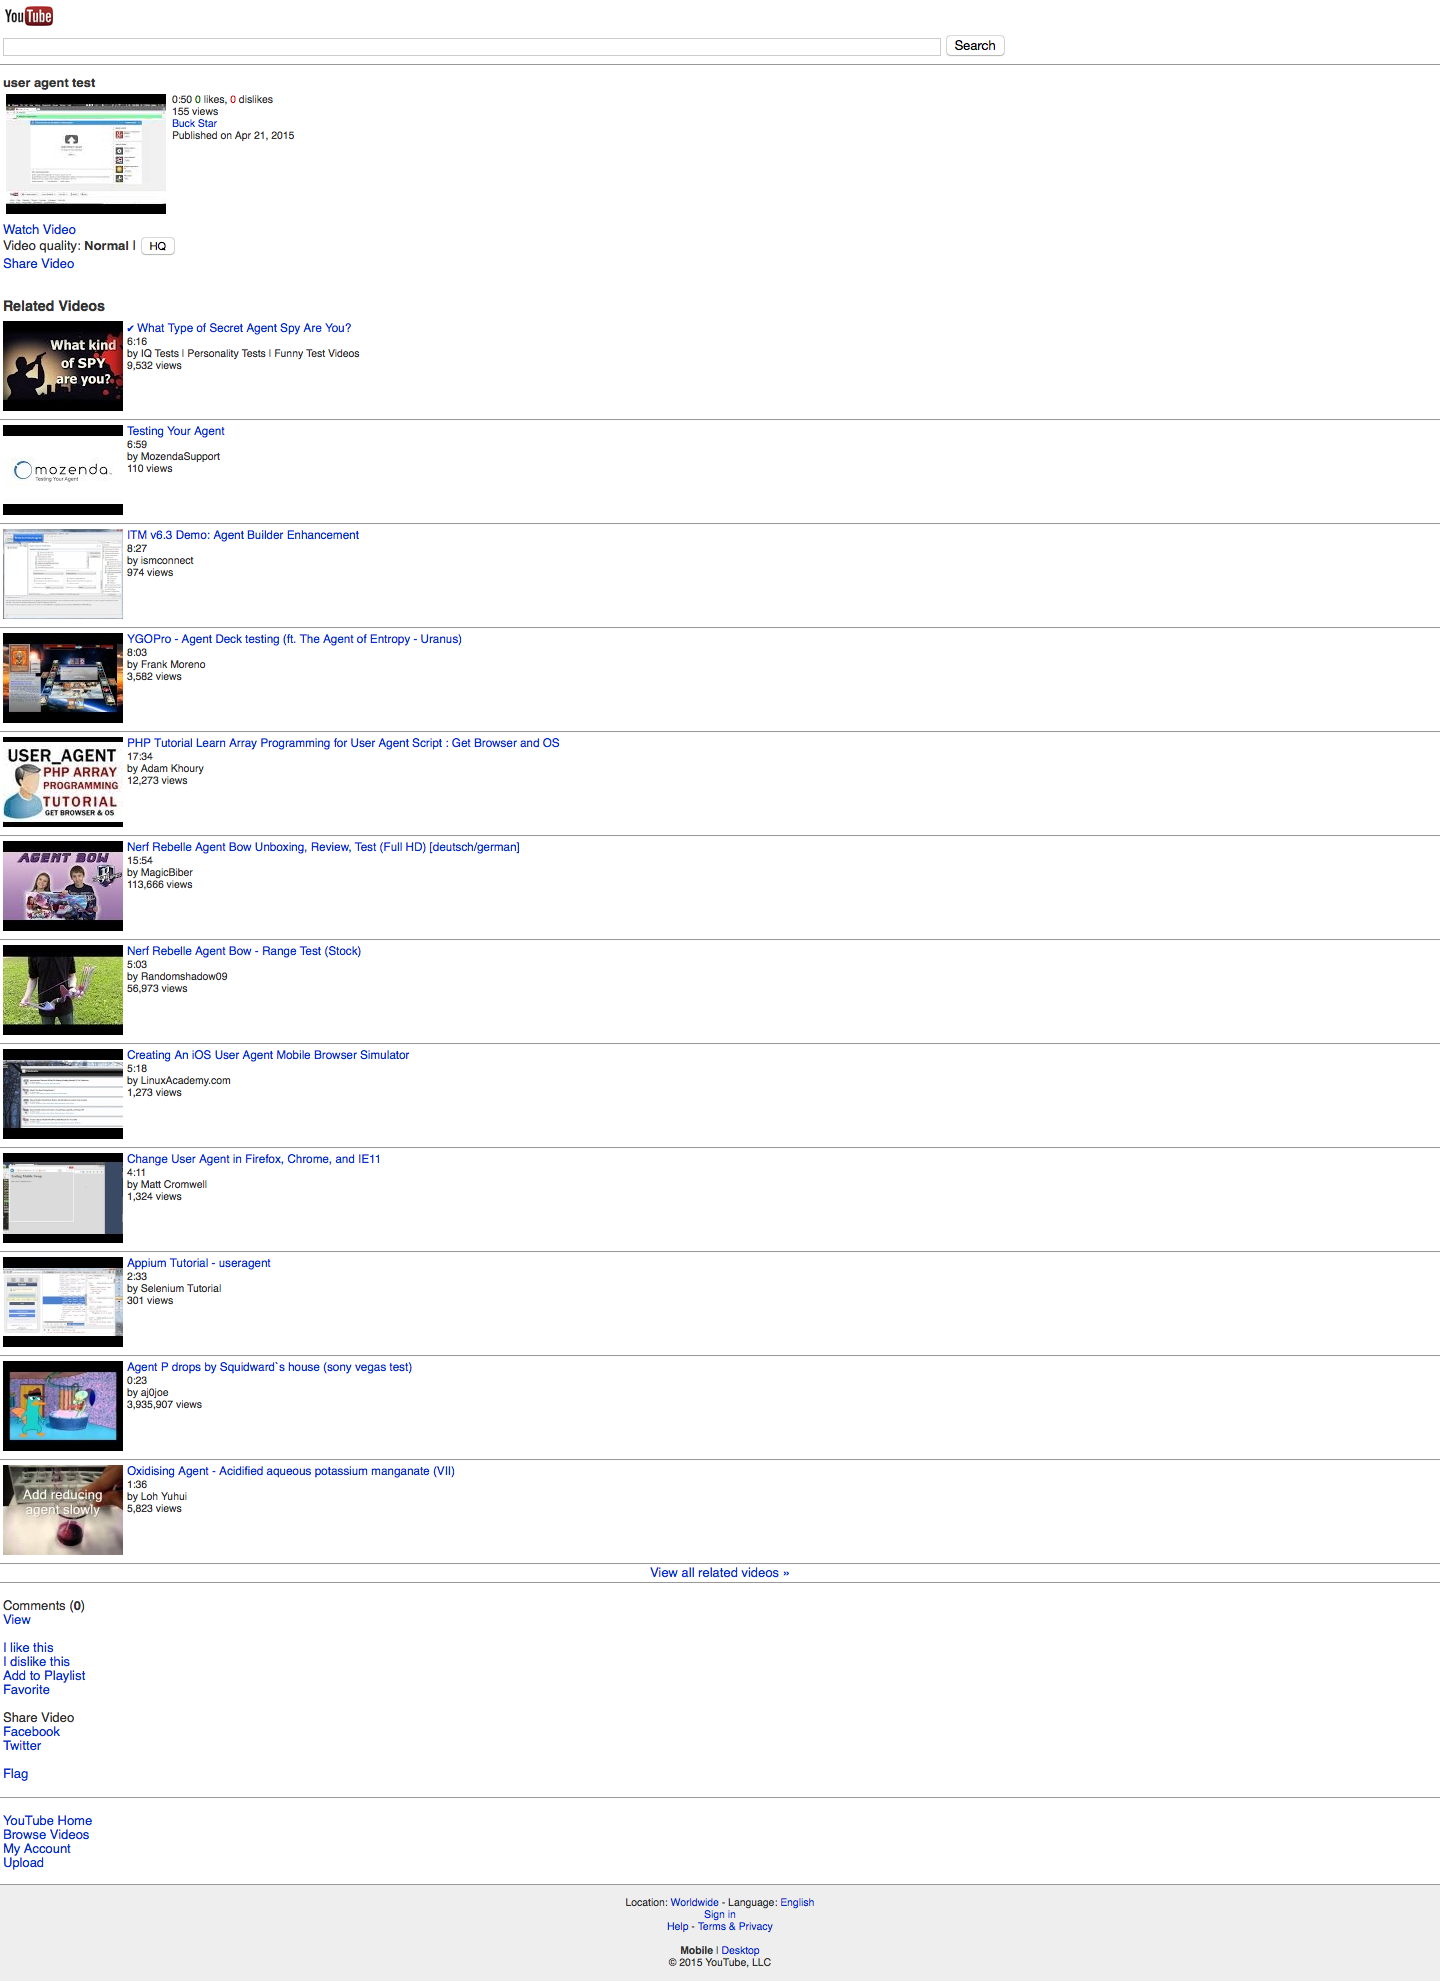 YouTube
Search
user agent test
0:50 0 likes, 0 dislikes
155 views
Buck Star
Published on Apr 21, 2015
Watch Video
Video quality: Normal | HQ
Share Video
Related Videos
What kind
of SPY
are you?
✔ What Type of Secret Agent Spy Are You?
6:16
by IQ Tests | Personality Tests | Funny Test Videos
9,532 views
mozenda
Testing Your Agent
Testing Your Agent
6:59
by MozendaSupport
110 views
ITM v6.3 Demo: Agent Builder Enhancement
8:27
by ismconnect
974 views
YGOPro - Agent Deck testing (ft. The Agent of Entropy - Uranus)
8:03
by Frank Moreno
3,582 views
USER_AGENT
PHP ARRAY
PROGRAMMING
TUTORIAL
GET BROWSER & OS
PHP Tutorial Learn Array Programming for User Agent Script : Get Browser and OS
17:34
by Adam Khoury
12,273 views
AGENT BOW
Nerf Rebelle Agent Bow Unboxing, Review, Test (Full HD) [deutsch/german]
15:54
by MagicBiber
113,666 views
Nerf Rebelle Agent Bow - Range Test (Stock)
5:03
by Randomshadow09
56,973 views
Creating An iOS User Agent Mobile Browser Simulator
5:18
by LinuxAcademy.com
1,273 views
Change User Agent in Firefox, Chrome, and IE11
4:11
by Matt Cromwell
1,324 views
Appium Tutorial - useragent
2:33
by Selenium Tutorial
301 views
Agent P drops by Squidward`s house (sony vegas test)
0:23
by aj0joe
3,935,907 views
Add reducing
agent slowly
Oxidising Agent - Acidified aqueous potassium manganate (VII)
1:36
by Loh Yuhui
5,823 views
View all related videos »
Comments (0)
View
I like this
I dislike this
Add to Playlist
Favorite
Share Video
Facebook
Twitter
Flag
YouTube Home
Browse Videos
My Account
Upload
Location: Worldwide - Language: English
Sign in
Help - Terms & Privacy
Mobile | Desktop
© 2015 YouTube, LLC